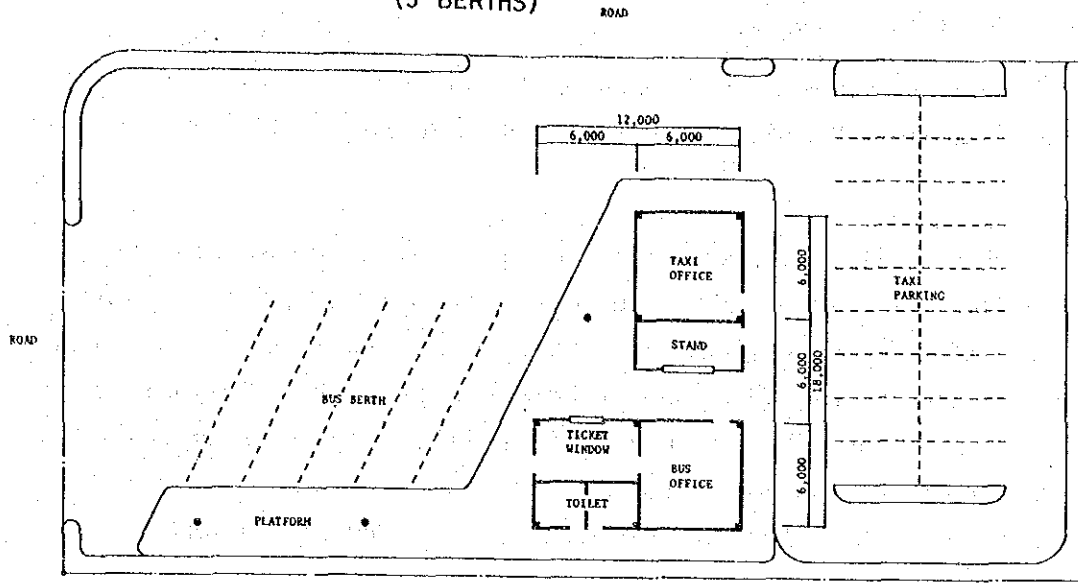 (5 BERTHS)
ROAD
12,000
6,000 6,000
TAXI
OFFICE
6,000
TAXI
PARKING
ROAD
STAND
6,000
18,000
BUS BERTH
TICKET
WINDOW
BUS
OFFICE
6,000
TOILET
PLATFORM